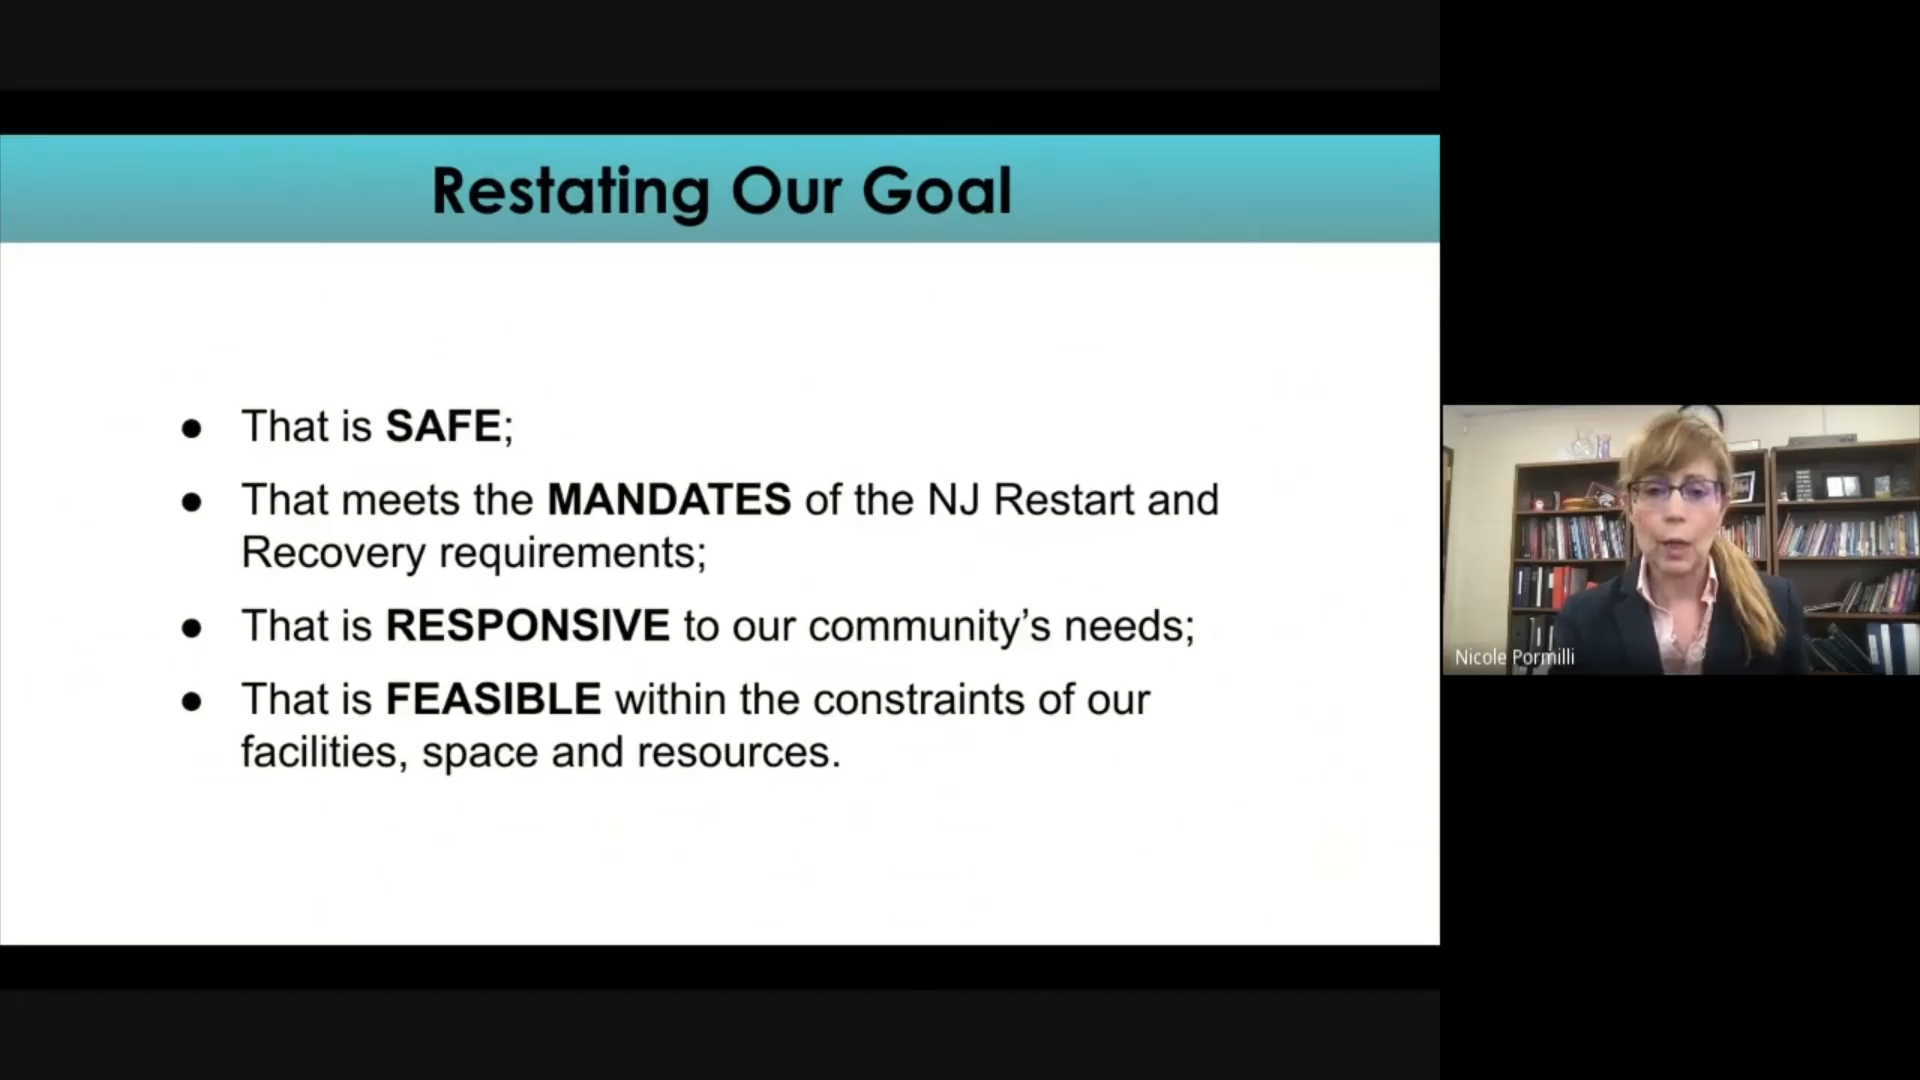 Restating Our Goal
● That is SAFE;
● That meets the MANDATES of the NJ Restart and
Recovery requirements;
● That is RESPONSIVE to our community’s needs;
● That is FEASIBLE within the constraints of our
facilities, space and resources.
Nicole Pormilli